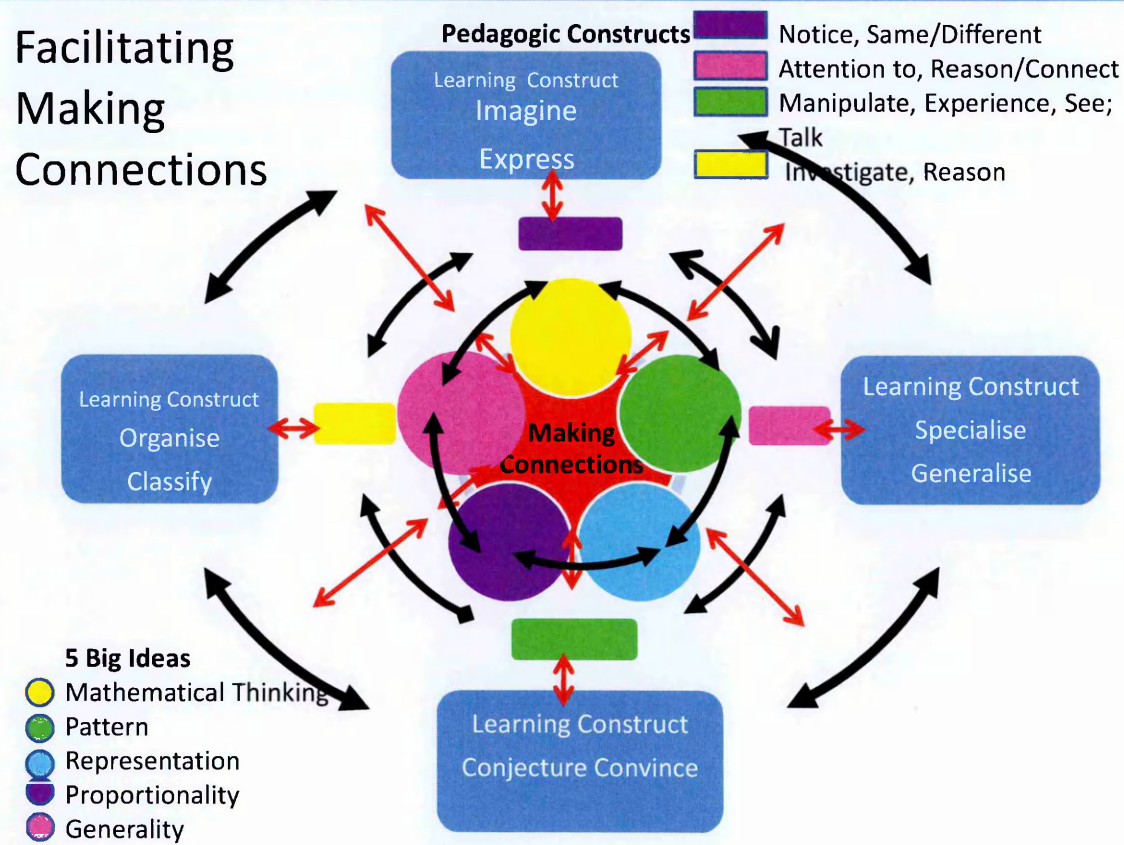 Facilitating
Making
Connections
Pedagogic Constructs
Notice, Same/Different
Attention to, Reason/Connect
Manipulate, Experience, See;
Talk
Investigate, Reason
Learning Construct
Imagine
Express
Learning Construct
Organise
Classify
Making
Connections
Learning Construct
Specialise
Generalise
Learning Construct
Conjecture Convince
5 Big Ideas
Mathematical Thinking
Pattern
Representation
Proportionality
Generality